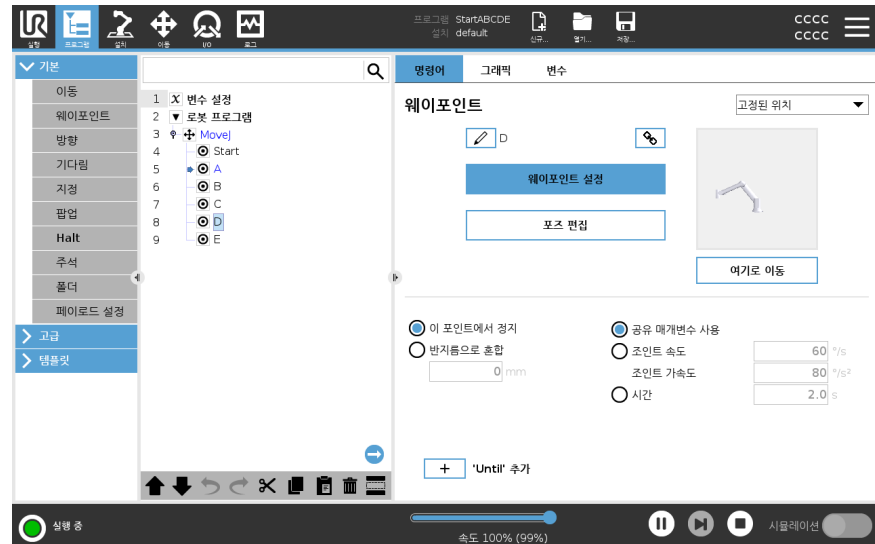 UR
실행
프로그램
설치
이동
I/O
로그
프로그램 StartABCDE
설치 default
신규...
열기...
저장...
CCCC
CCCC
기본
이동
웨이포인트
방향
기다림
지정
팝업
Halt
주석
폴더
페이로드 설정
고급
템플릿
1 X 변수 설정
2 ▼ 로봇 프로그램
3 MoveJ
4 Start
5 A
6 B
7 C
8 D
9 E
명령어 그래픽 변수
웨이포인트
고정된 위치
D
웨이포인트 설정
포즈 편집
여기로 이동
이 포인트에서 정지
반지름으로 혼합
0 mm
공유 매개변수 사용
조인트 속도 60 °/s
조인트 가속도 80 °/s²
시간 2.0 s
+ 'Until' 추가
실행 중
속도 100% (99%)
시뮬레이션